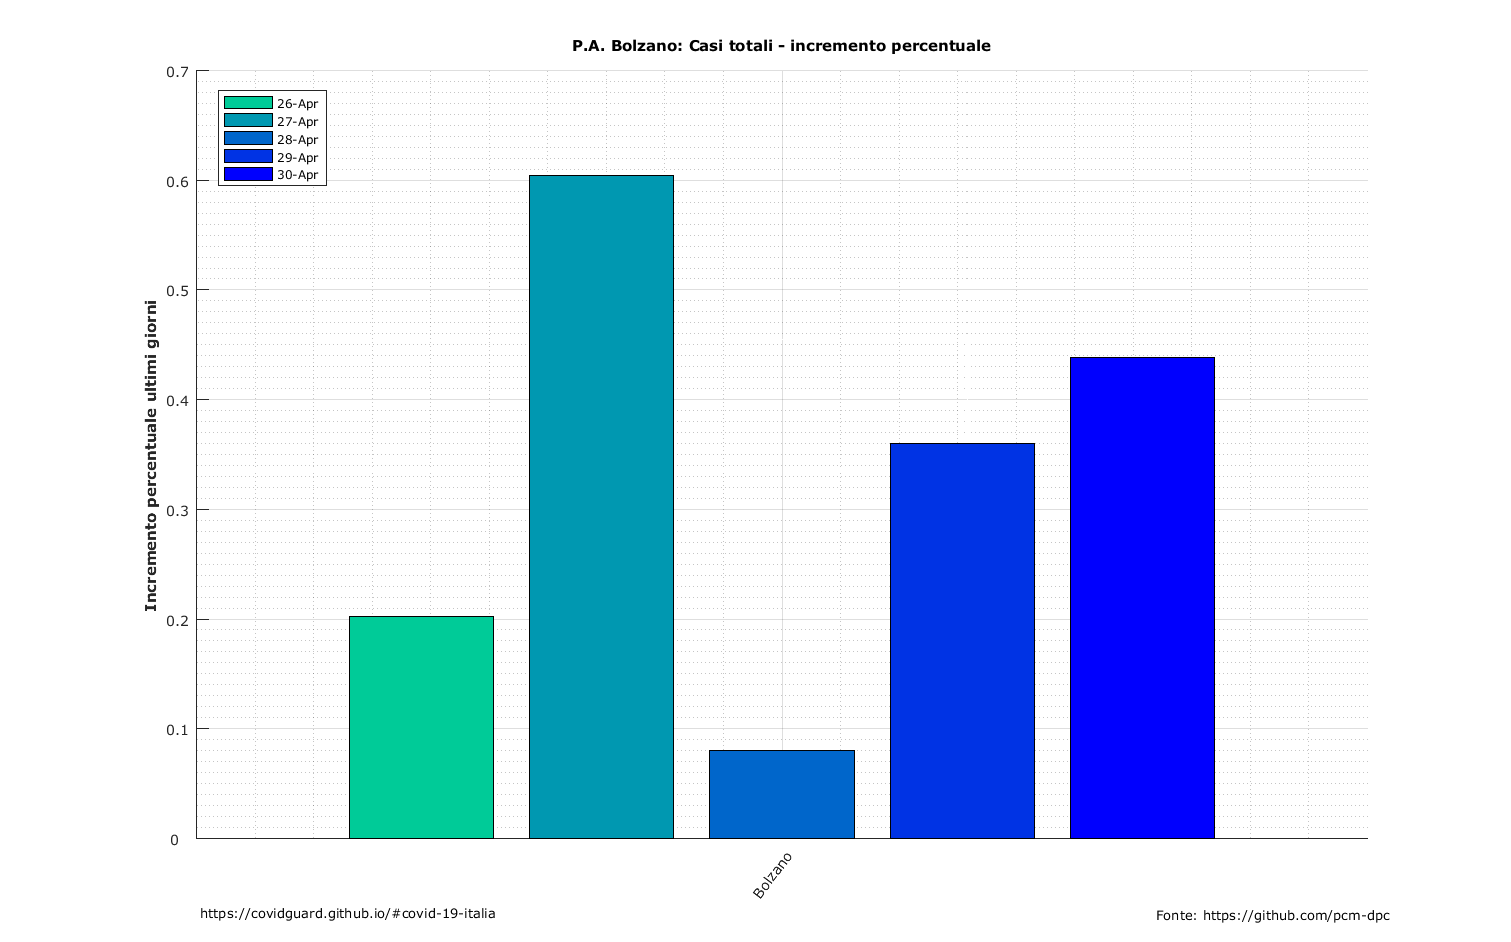 P.A. Bolzano: Casi totali - incremento percentuale
0.7
0.6
0.5
0.4
0.3
0.2
0.1
0
Incremento percentuale ultimi giorni
26-Apr
27-Apr
28-Apr
29-Apr
30-Apr
Bolzano
https://covidguard.github.io/#covid-19-italia
Fonte: https://github.com/pcm-dpc